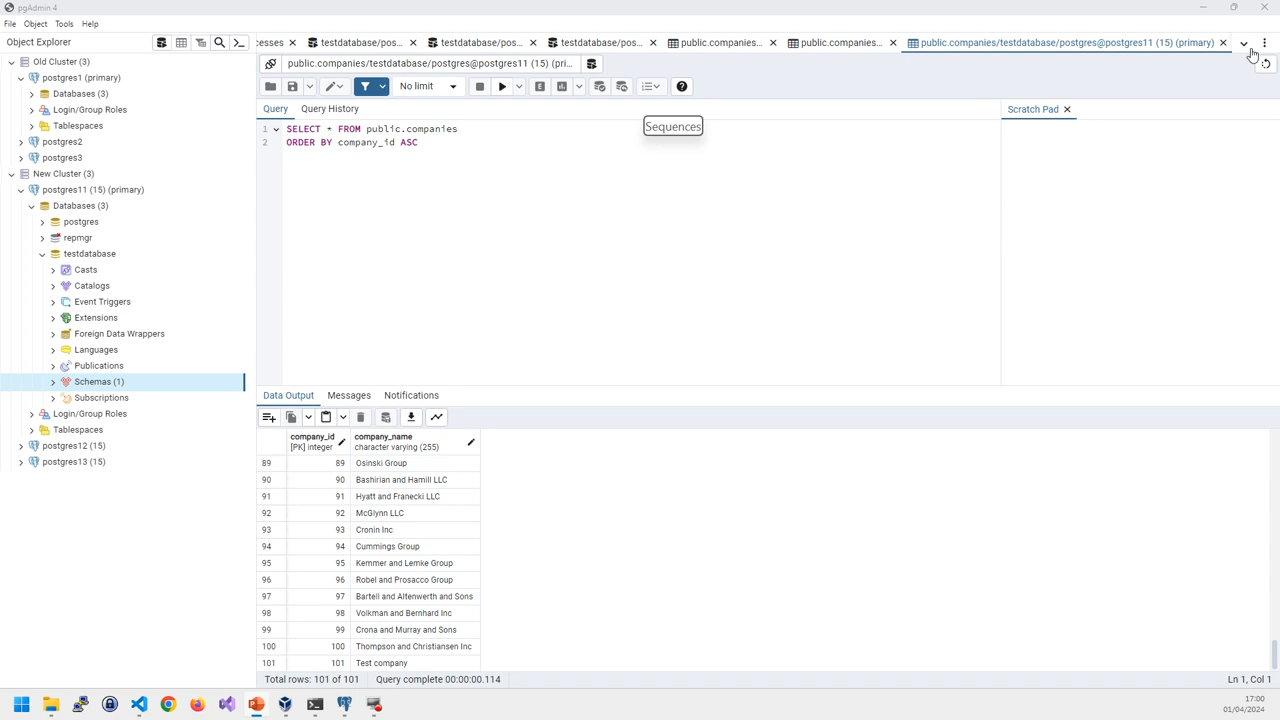 pgAdmin 4
File Object Tools Help
Object Explorer
cesses
testdatabase/pos...
testdatabase/pos...
testdatabase/pos...
public.companies...
public.companies...
public.companies/testdatabase/postgres@postgres11 (15) (primary)
public.companies/testdatabase/postgres@postgres11 (15) (pri...
No limit
Query Query History
Scratch Pad
1 SELECT * FROM public.companies
2 ORDER BY company_id ASC
Sequences
Old Cluster (3)
postgres1 (primary)
Databases (3)
Login/Group Roles
Tablespaces
postgres2
postgres3
New Cluster (3)
postgres11 (15) (primary)
Databases (3)
postgres
repmgr
testdatabase
Casts
Catalogs
Event Triggers
Extensions
Foreign Data Wrappers
Languages
Publications
Schemas (1)
Subscriptions
Login/Group Roles
Tablespaces
postgres12 (15)
postgres13 (15)
Data Output Messages Notifications
company_id company_name
[PK] integer character varying (255)
89 89 Osinski Group
90 90 Bashirian and Hamill LLC
91 91 Hyatt and Franecki LLC
92 92 McGlynn LLC
93 93 Cronin Inc
94 94 Cummings Group
95 95 Kemmer and Lemke Group
96 96 Robel and Prosacco Group
97 97 Bartell and Altenwerth and Sons
98 98 Volkman and Bernhard Inc
99 99 Crona and Murray and Sons
100 100 Thompson and Christiansen Inc
101 101 Test company
Total rows: 101 of 101 Query complete 00:00:00.114 Ln 1, Col 1
17:00
01/04/2024